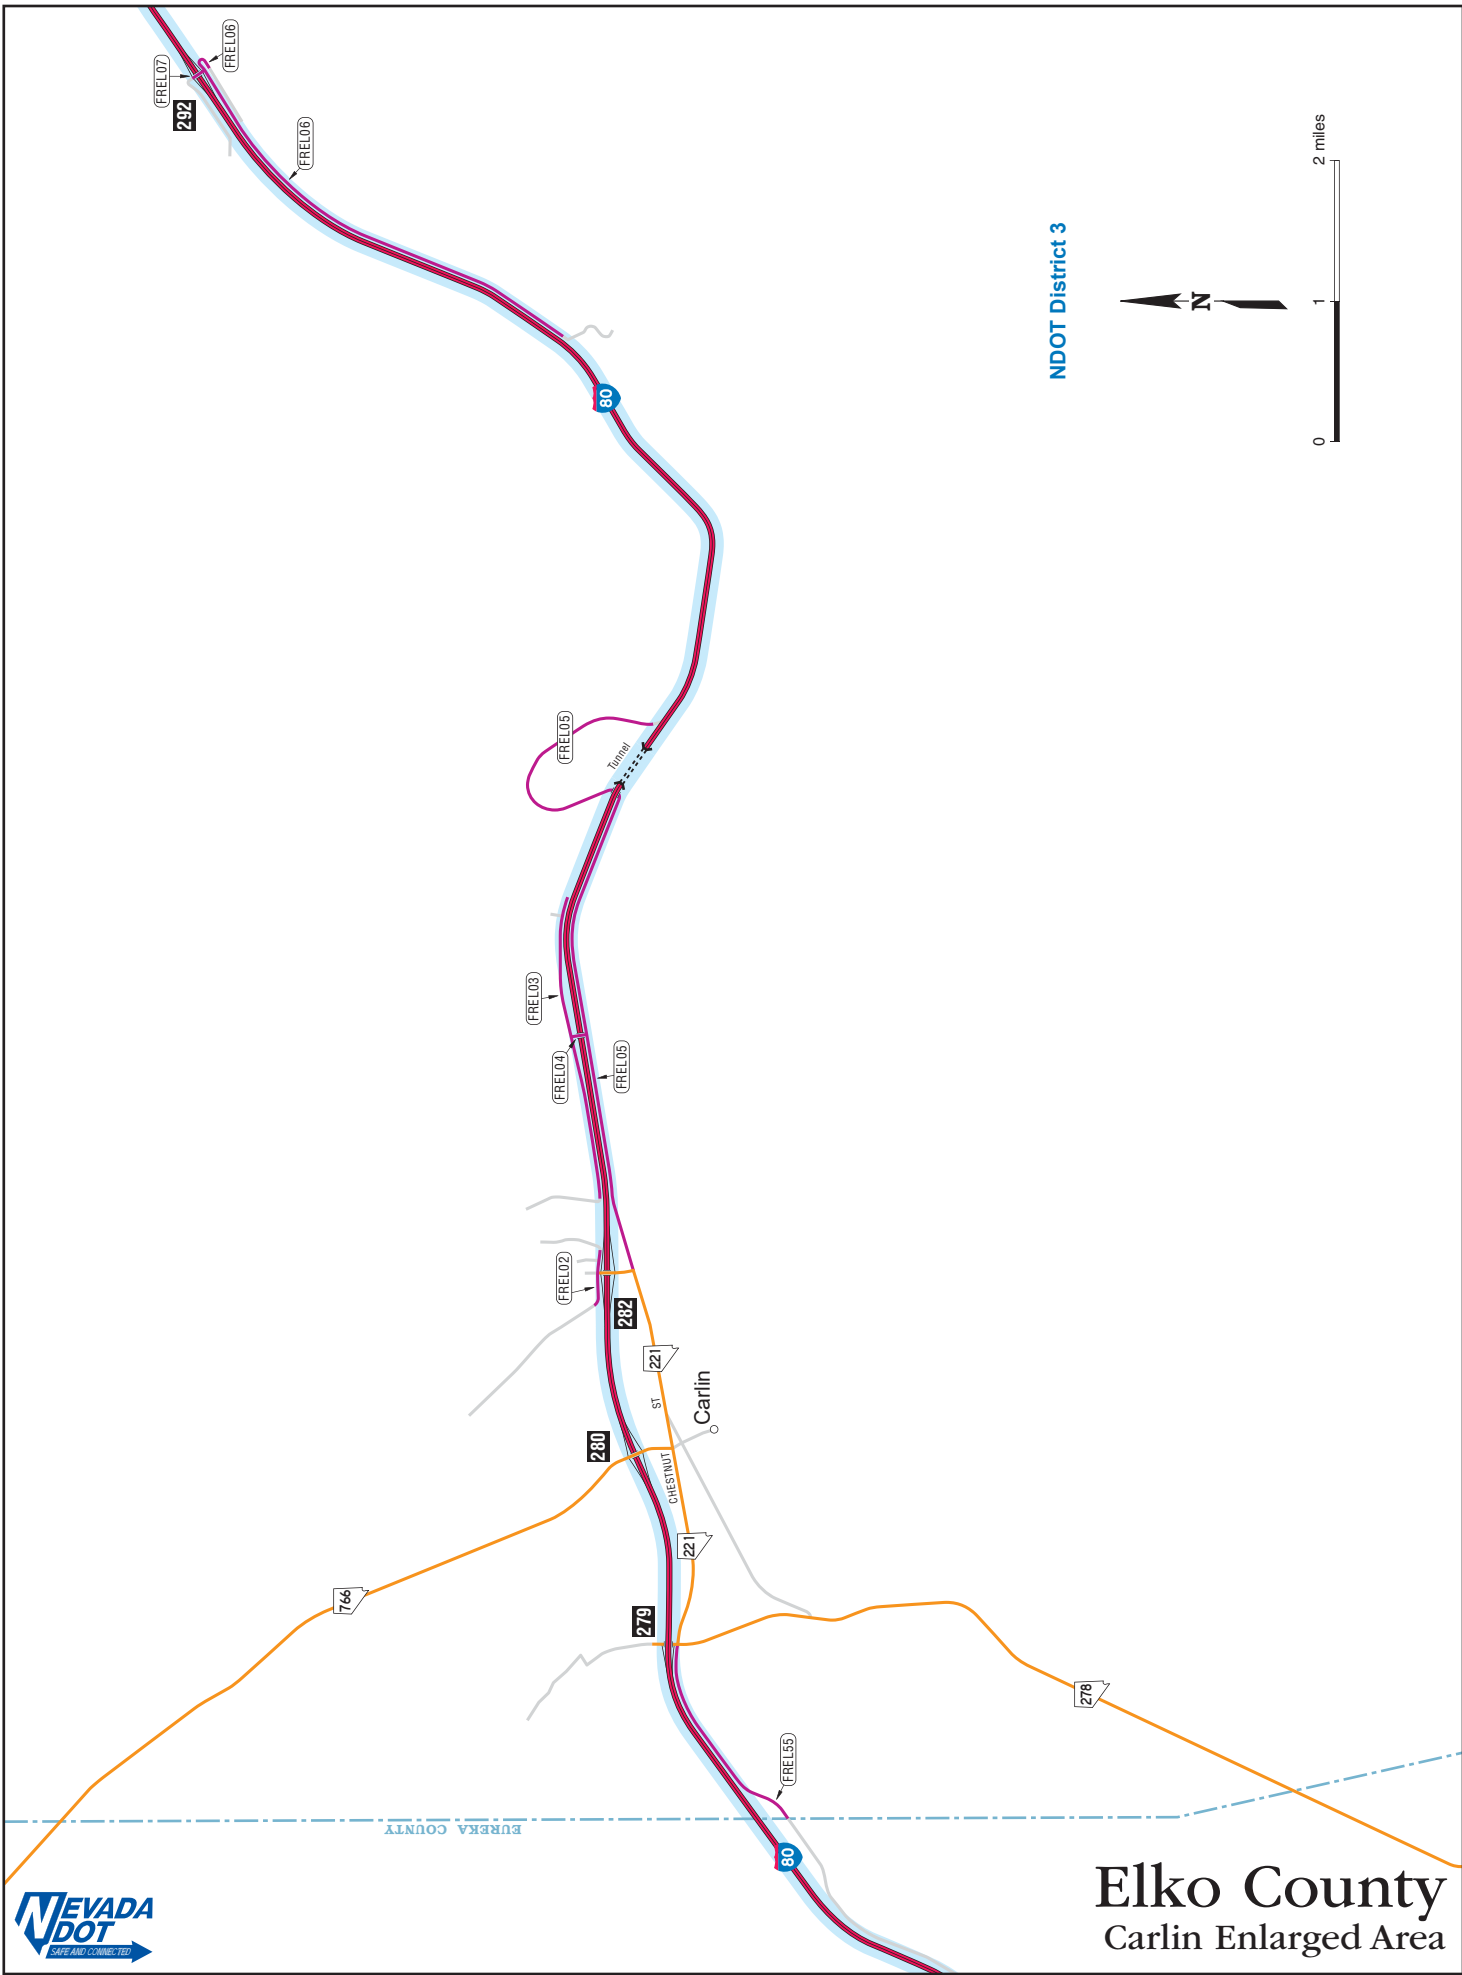 FREL06
FREL07
292
FREL06
2 miles
1
0
NDOT District 3
N
80
FREL05
Tunnel
FREL03
FREL04
FREL05
FREL02
282
221
ST
Carlin
280
CHESTNUT
221
766
279
278
FREL55
EUREKA COUNTY
80
NEVADA
DOT
SAFE AND CONNECTED
Elko County
Carlin Enlarged Area